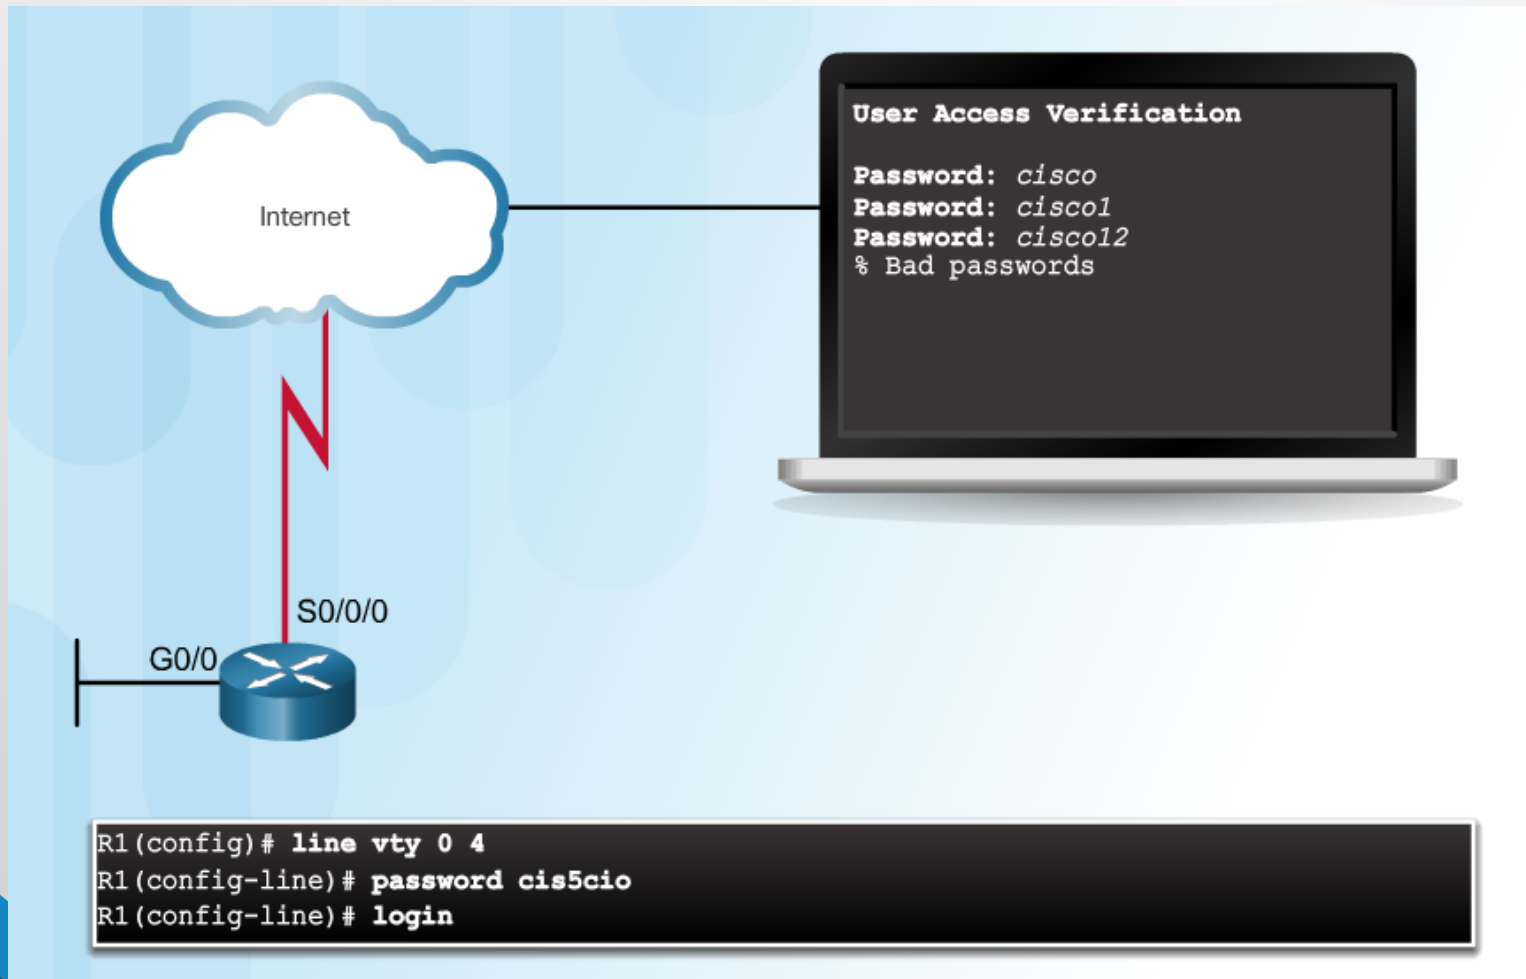 Internet
User Access Verification
Password: cisco
Password: cisco1
Password: cisco12
% Bad passwords
S0/0/0
G0/0
R1(config)# line vty 0 4
R1(config-line)# password cis5cio
R1(config-line)# login